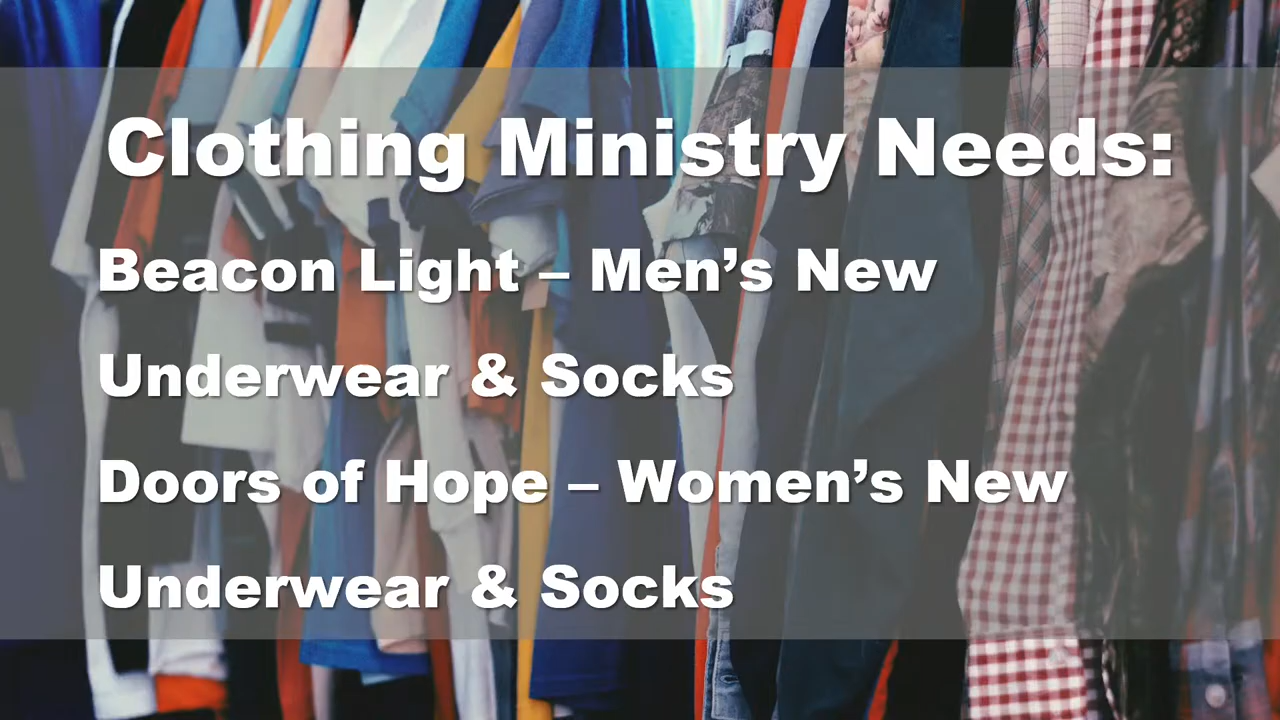 Clothing Ministry Needs:
Beacon Light – Men’s New
Underwear & Socks
Doors of Hope – Women’s New
Underwear & Socks